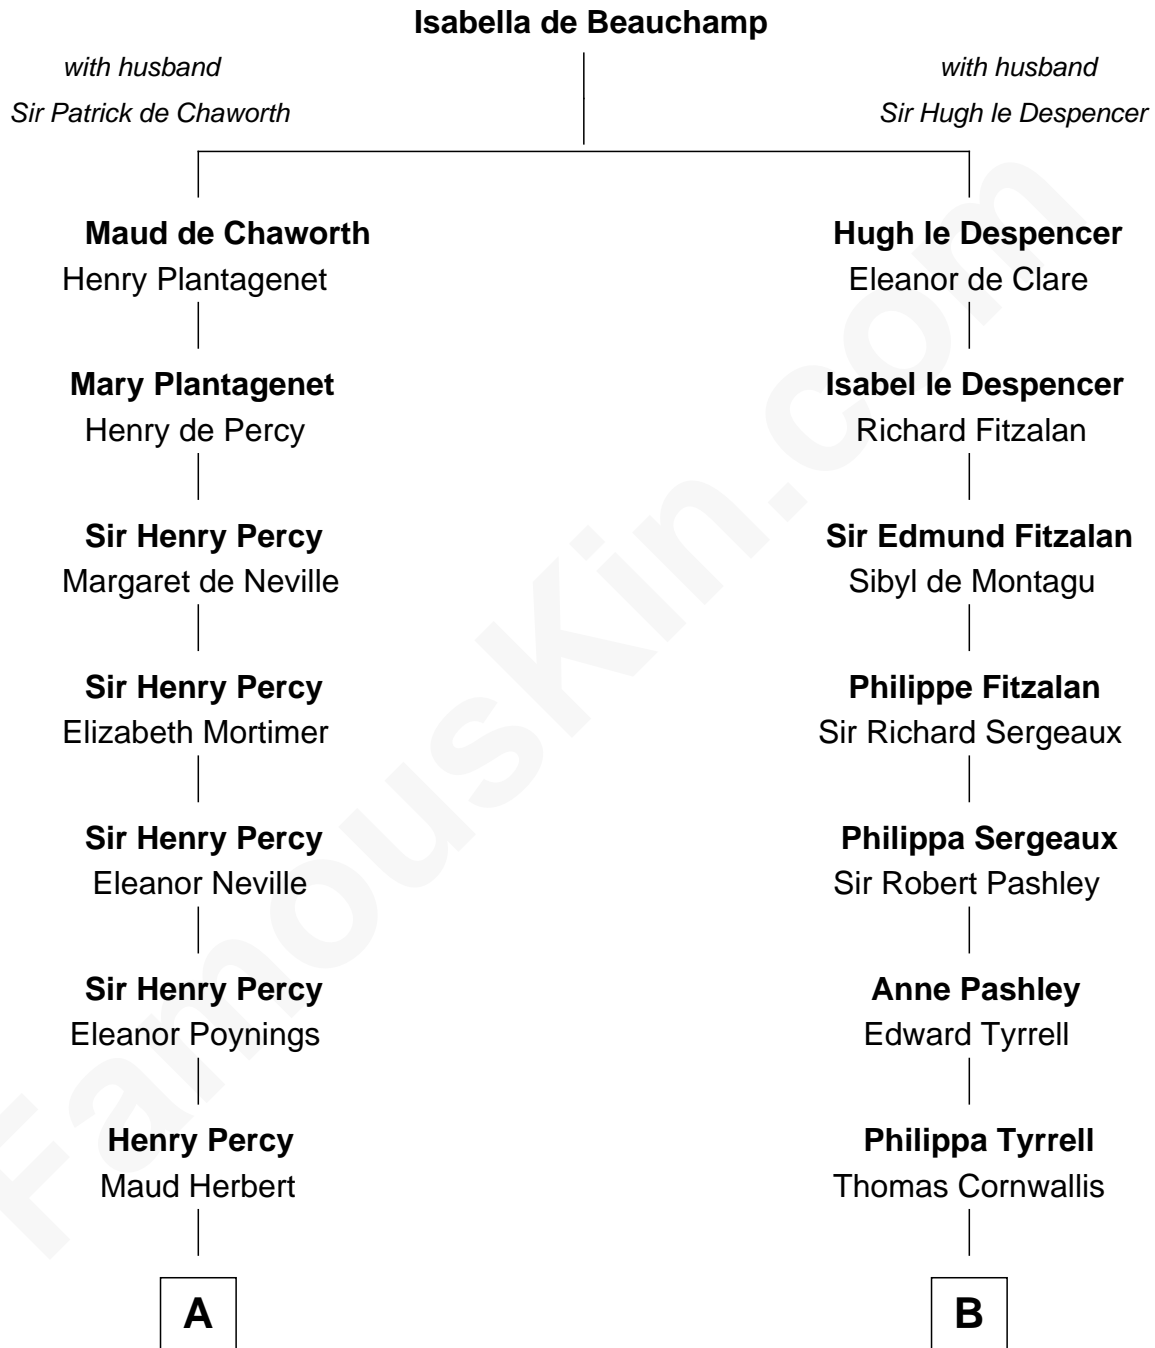 Isabella de Beauchamp
with husband
Sir Patrick de Chaworth
with husband
Sir Hugh le Despencer
Maud de Chaworth
Henry Plantagenet
Mary Plantagenet
Henry de Percy
Sir Henry Percy
Margaret de Neville
Sir Henry Percy
Elizabeth Mortimer
Sir Henry Percy
Eleanor Neville
Sir Henry Percy
Eleanor Poynings
Henry Percy
Maud Herbert
A
Hugh le Despencer
Eleanor de Clare
Isabel le Despencer
Richard Fitzalan
Sir Edmund Fitzalan
Sibyl de Montagu
Philippe Fitzalan
Sir Richard Sergeaux
Philippa Sergeaux
Sir Robert Pashley
Anne Pashley
Edward Tyrrell
Philippa Tyrrell
Thomas Cornwallis
B
FamousKin.com